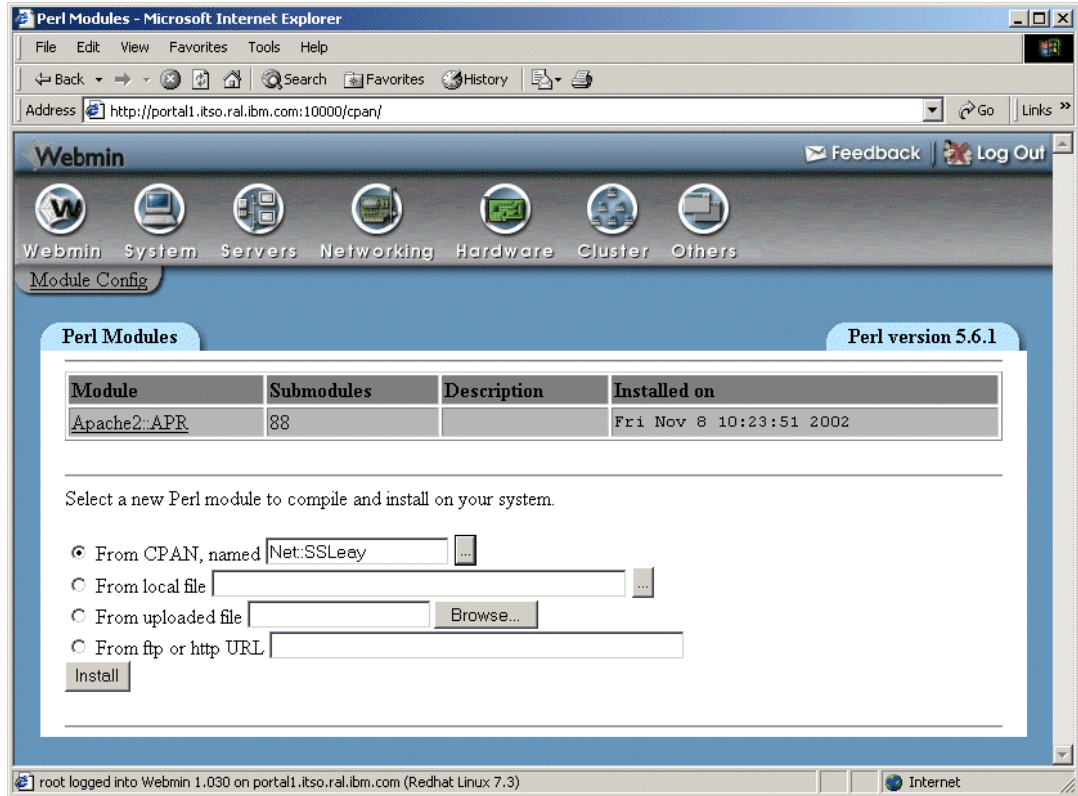 Perl Modules - Microsoft Internet Explorer
File Edit View Favorites Tools Help
Back Search Favorites History
Address http://portal1.itso.ral.ibm.com:10000/cpan/ Go Links »
Webmin Feedback Log Out
Webmin System Servers Networking Hardware Cluster Others
Module Config
Perl Modules Perl version 5.6.1
Module Submodules Description Installed on
Apache2::APR 88 Fri Nov 8 10:23:51 2002
Select a new Perl module to compile and install on your system.
From CPAN, named Net::SSLeay ...
From local file ...
From uploaded file Browse...
From ftp or http URL
Install
root logged into Webmin 1.030 on portal1.itso.ral.ibm.com (Redhat Linux 7.3) Internet